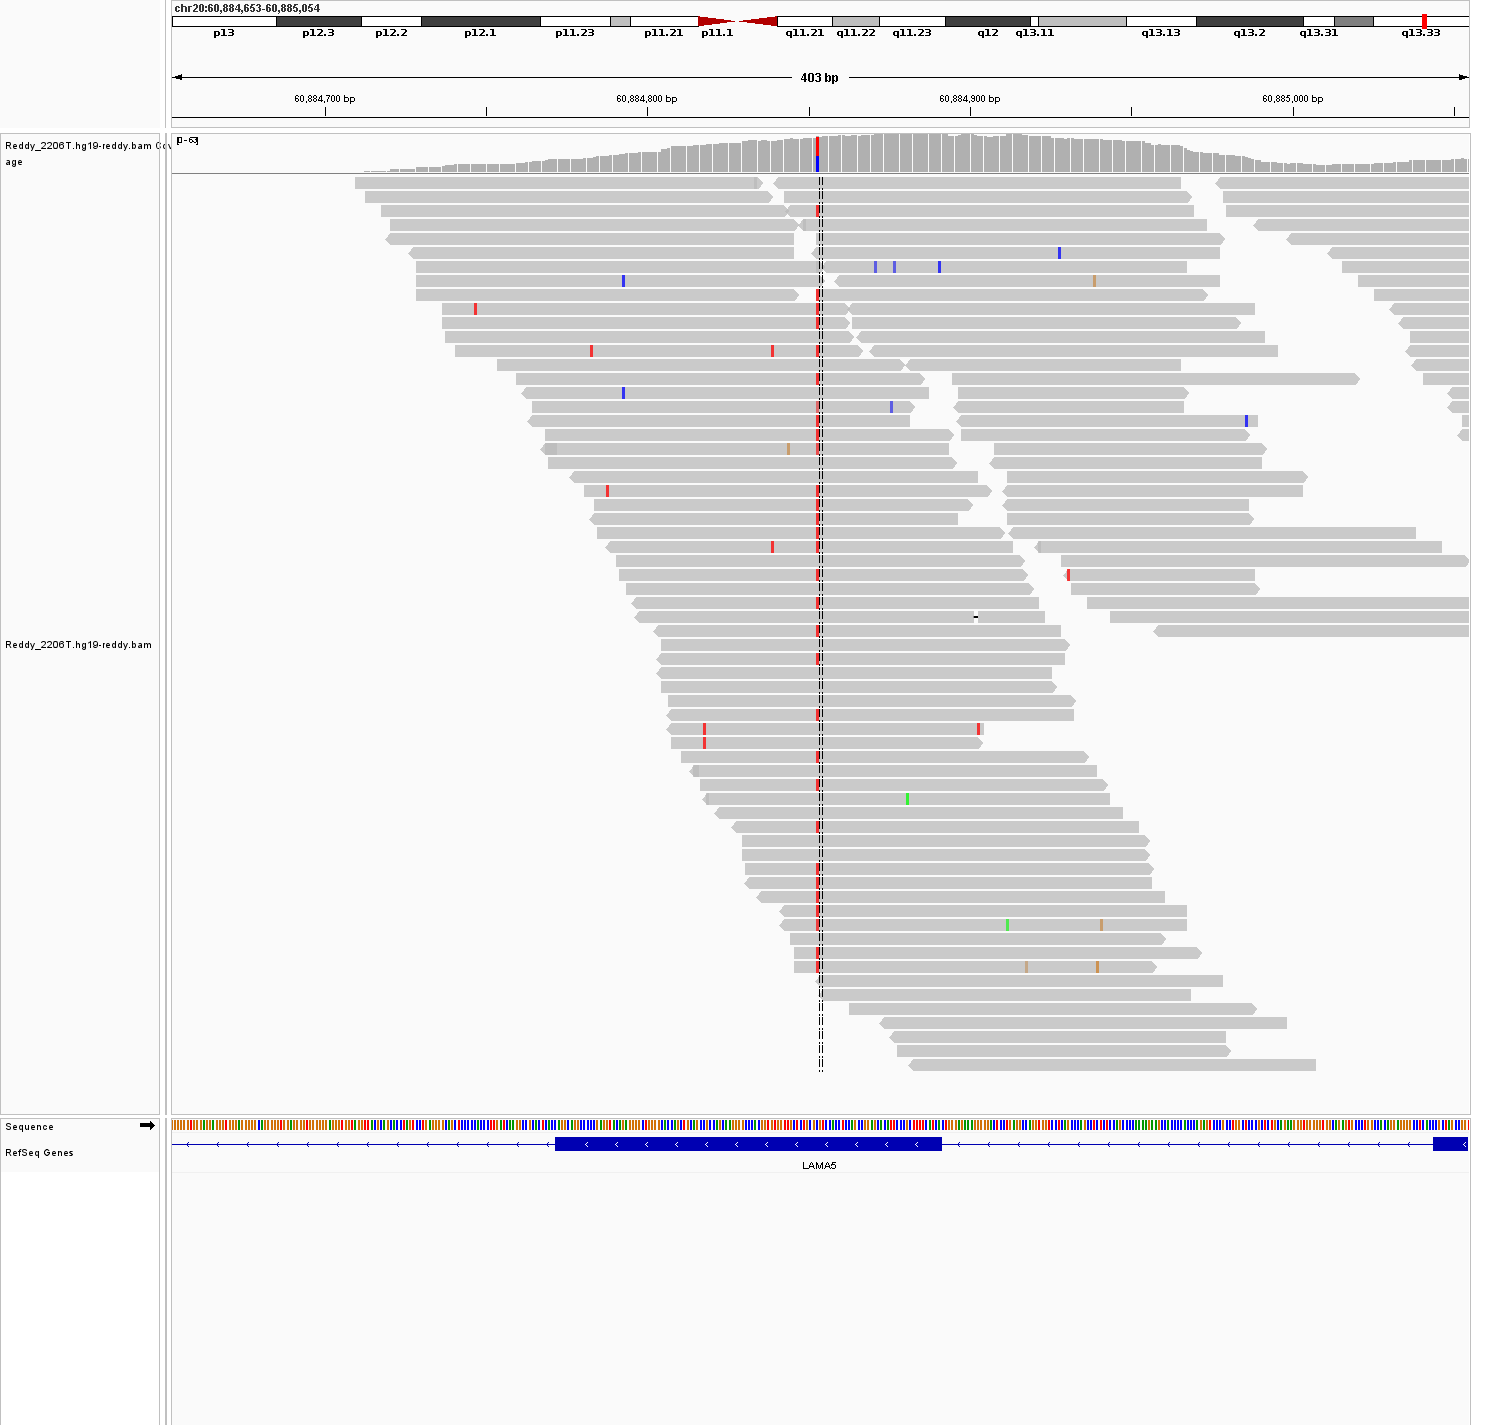 chr20:60,884,653-60,885,054
p13 p12.3 p12.2 p12.1 p11.23 p11.21 p11.1 q11.21 q11.22 q11.23 q12 q13.11 q13.13 q13.2 q13.31 q13.33
403 bp
60,884,700 bp 60,884,800 bp 60,884,900 bp 60,885,000 bp
[0-63]
Reddy_2206T.hg19-reddy.bam Cov
age
Reddy_2206T.hg19-reddy.bam
Sequence
RefSeq Genes
LAMA5